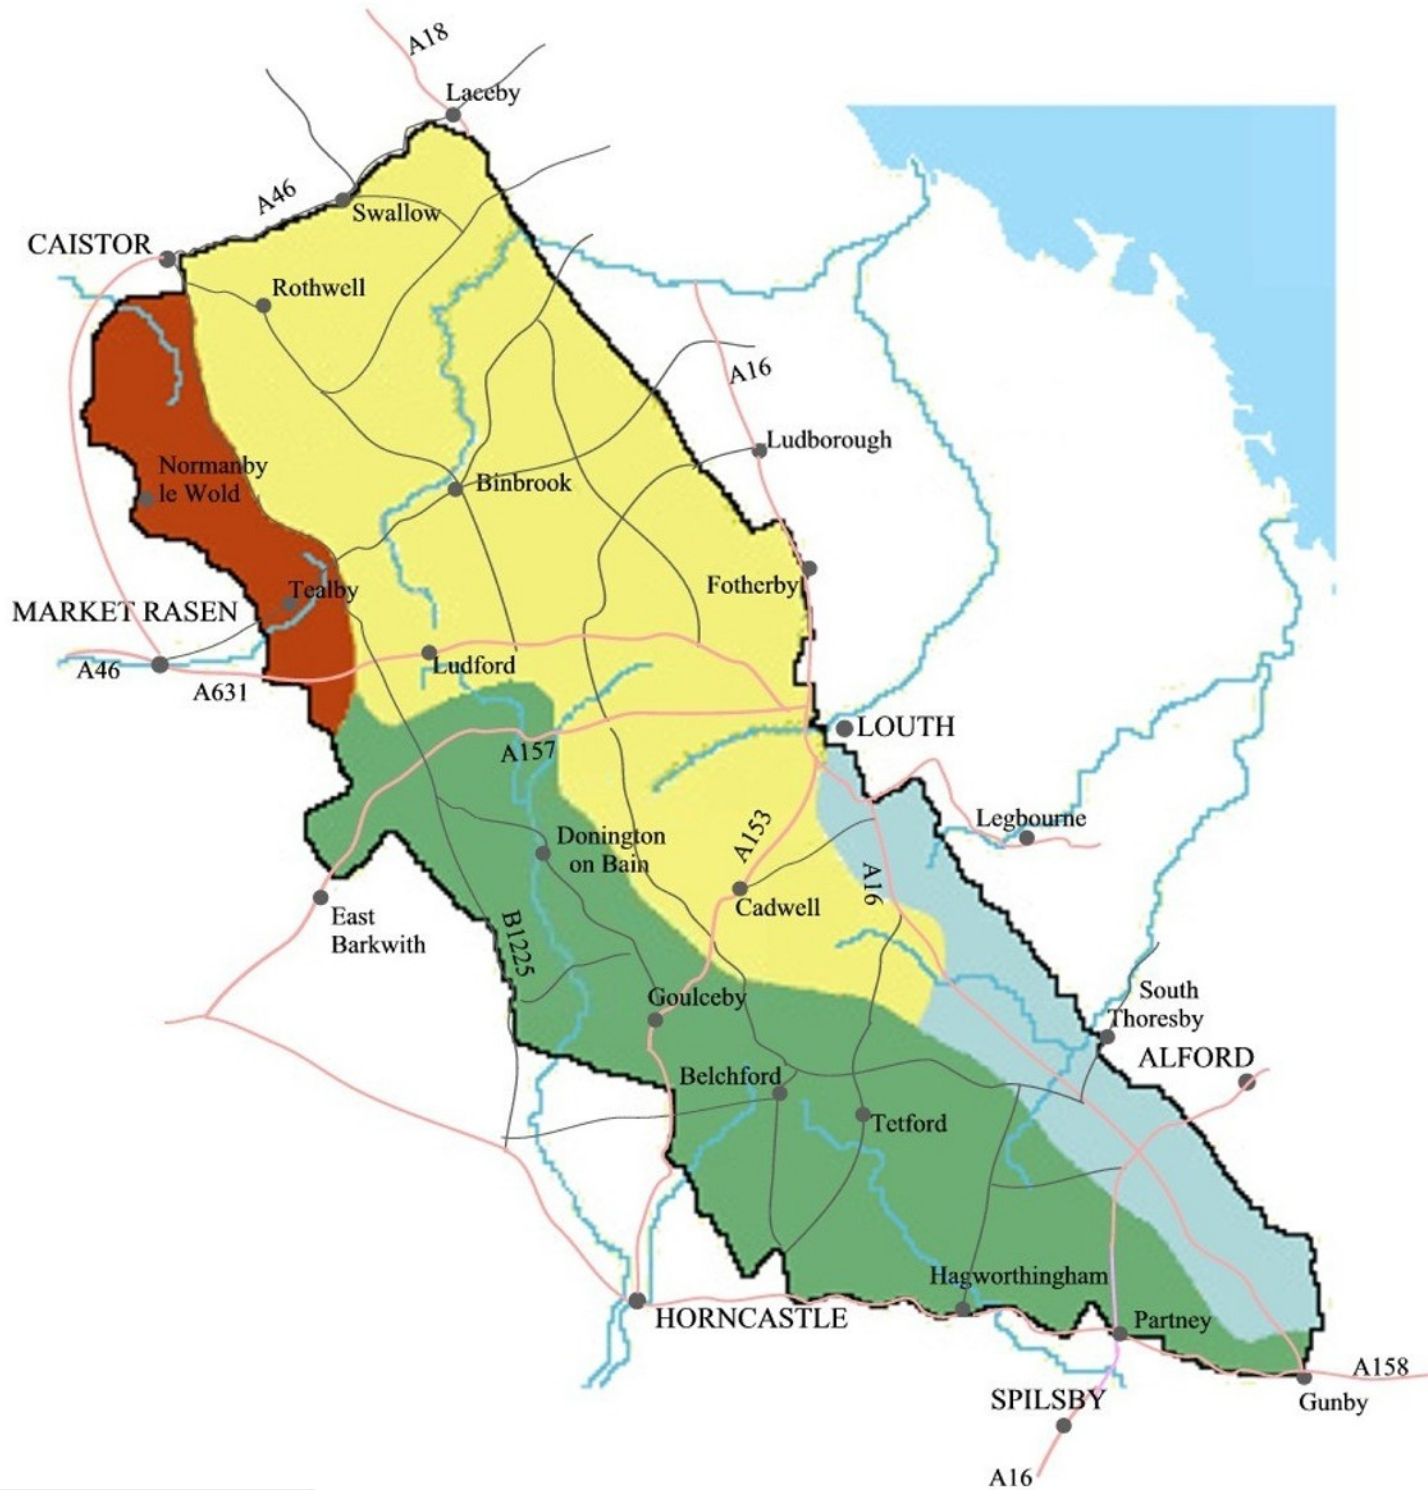 A18
Laceby
A46
Swallow
CAISTOR
Rothwell
A16
Ludborough
Normanby
le Wold
Binbrook
Tealby
Fotherby
MARKET RASEN
A46
A631
Ludford
LOUTH
A157
Legbourne
Donington
on Bain
A153
A16
Cadwell
East
Barkwith
B1225
Goulceby
South
Thoresby
ALFORD
Belchford
Tetford
Hagworthingham
HORNCASTLE
Partney
A158
SPILSBY
Gunby
A16